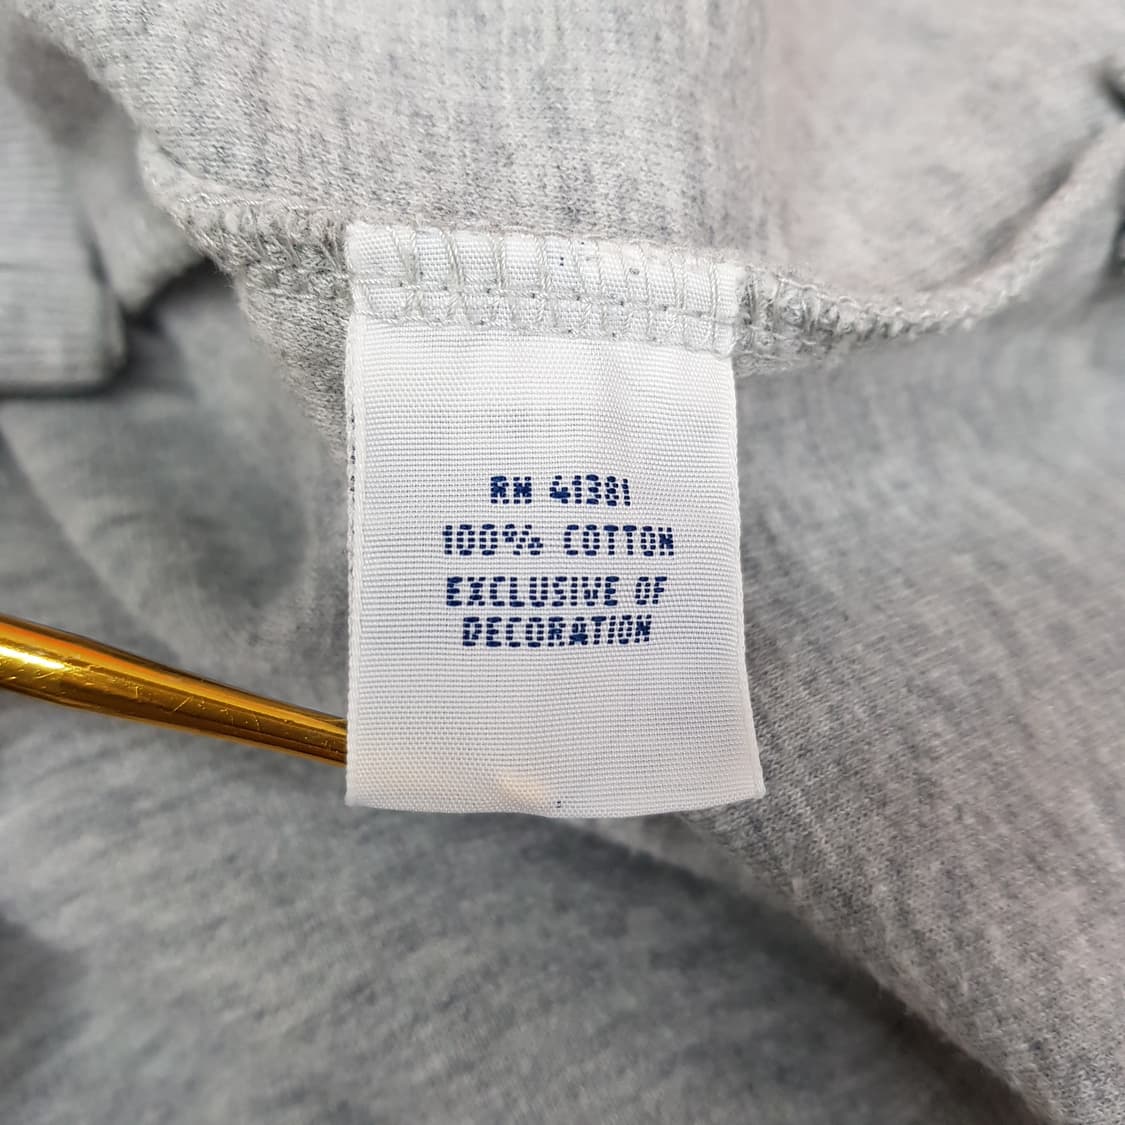 RN 41381
100% COTTON
EXCLUSIVE OF
DECORATION